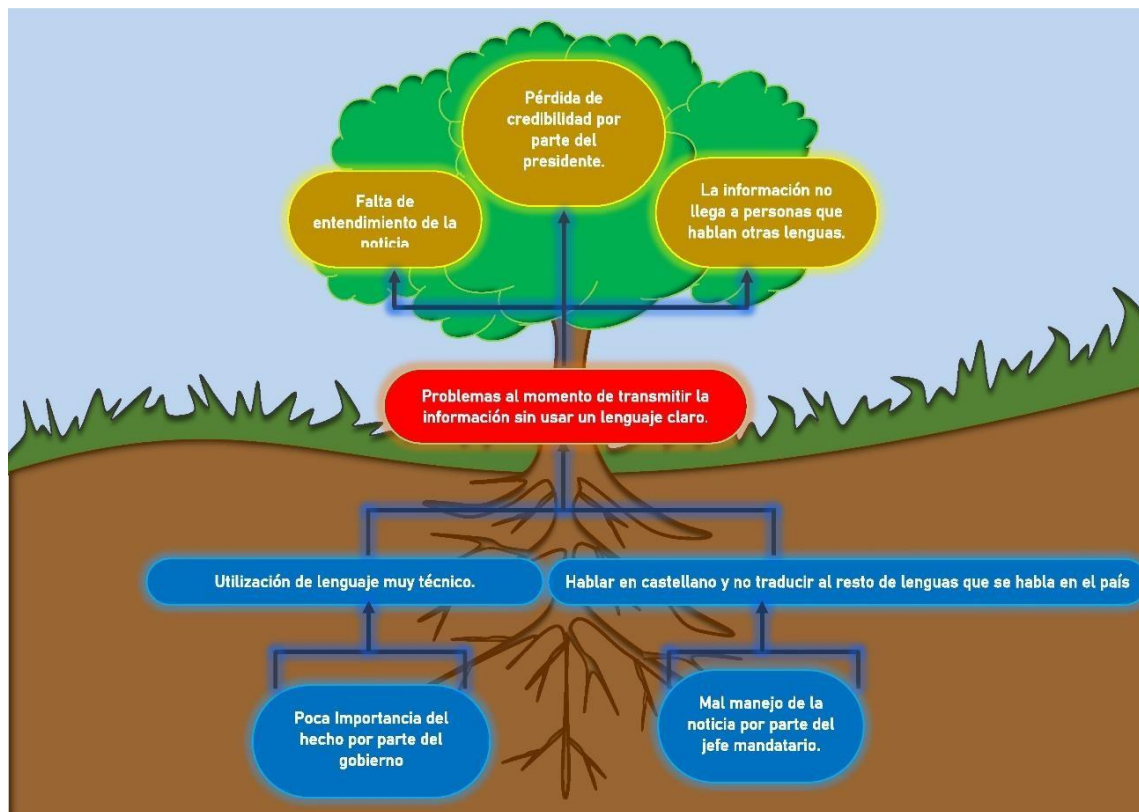 Pérdida de
credibilidad por
parte del
presidente.
Falta de
entendimiento de la
noticia
La información no
llega a personas que
hablan otras lenguas.
Problemas al momento de transmitir la
información sin usar un lenguaje claro.
Utilización de lenguaje muy técnico.
Hablar en castellano y no traducir al resto de lenguas que se habla en el país
Poca Importancia del
hecho por parte del
gobierno
Mal manejo de la
noticia por parte del
jefe mandatario.